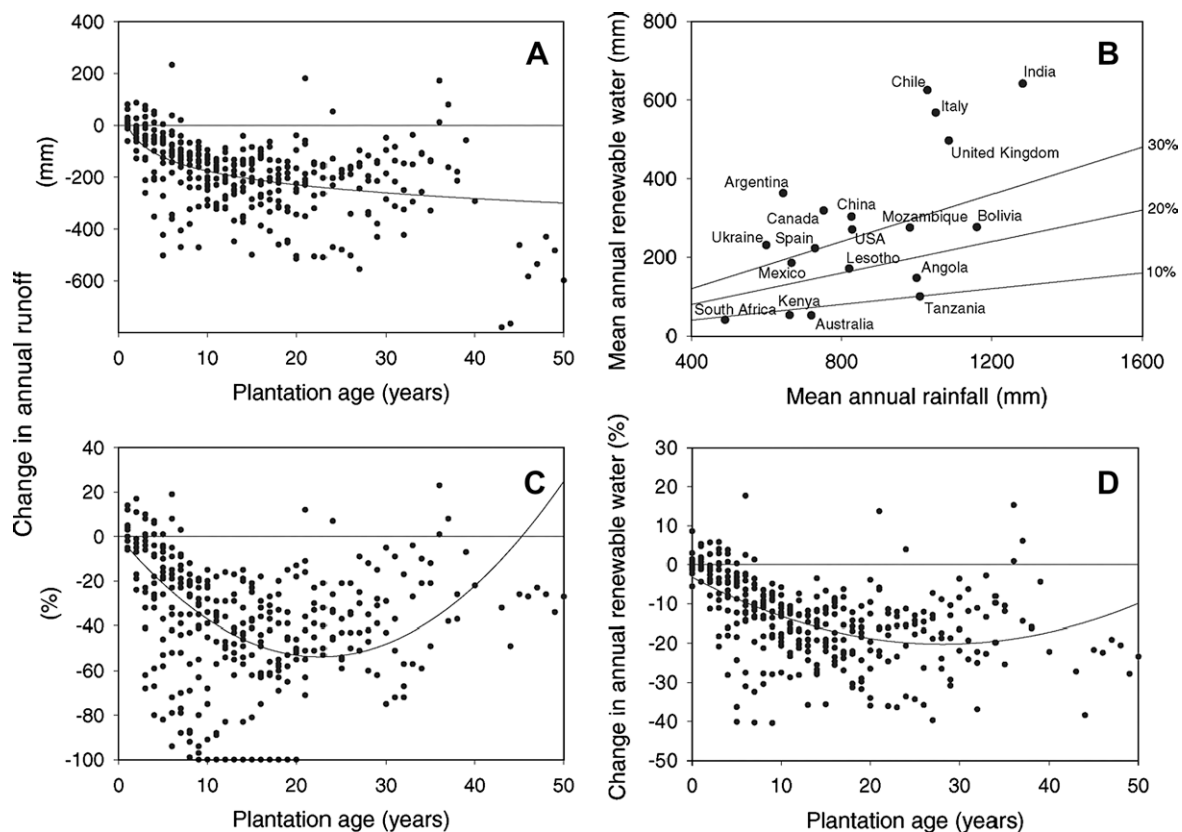 Change in annual runoff
A
(mm)
400
200
0
-200
-400
-600
0 10 20 30 40 50
Plantation age (years)
B
Mean annual renewable water (mm)
800
600
400
200
0
Chile
India
Italy
United Kingdom
30%
Argentina
Canada
China
Mozambique
Bolivia
20%
Ukraine
Spain
USA
Mexico
Lesotho
Angola
10%
South Africa
Kenya
Australia
Tanzania
400 800 1200 1600
Mean annual rainfall (mm)
C
(%)
40
20
0
-20
-40
-60
-80
-100
0 10 20 30 40 50
Plantation age (years)
D
Change in annual renewable water (%)
30
20
10
0
-10
-20
-30
-40
-50
0 10 20 30 40 50
Plantation age (years)